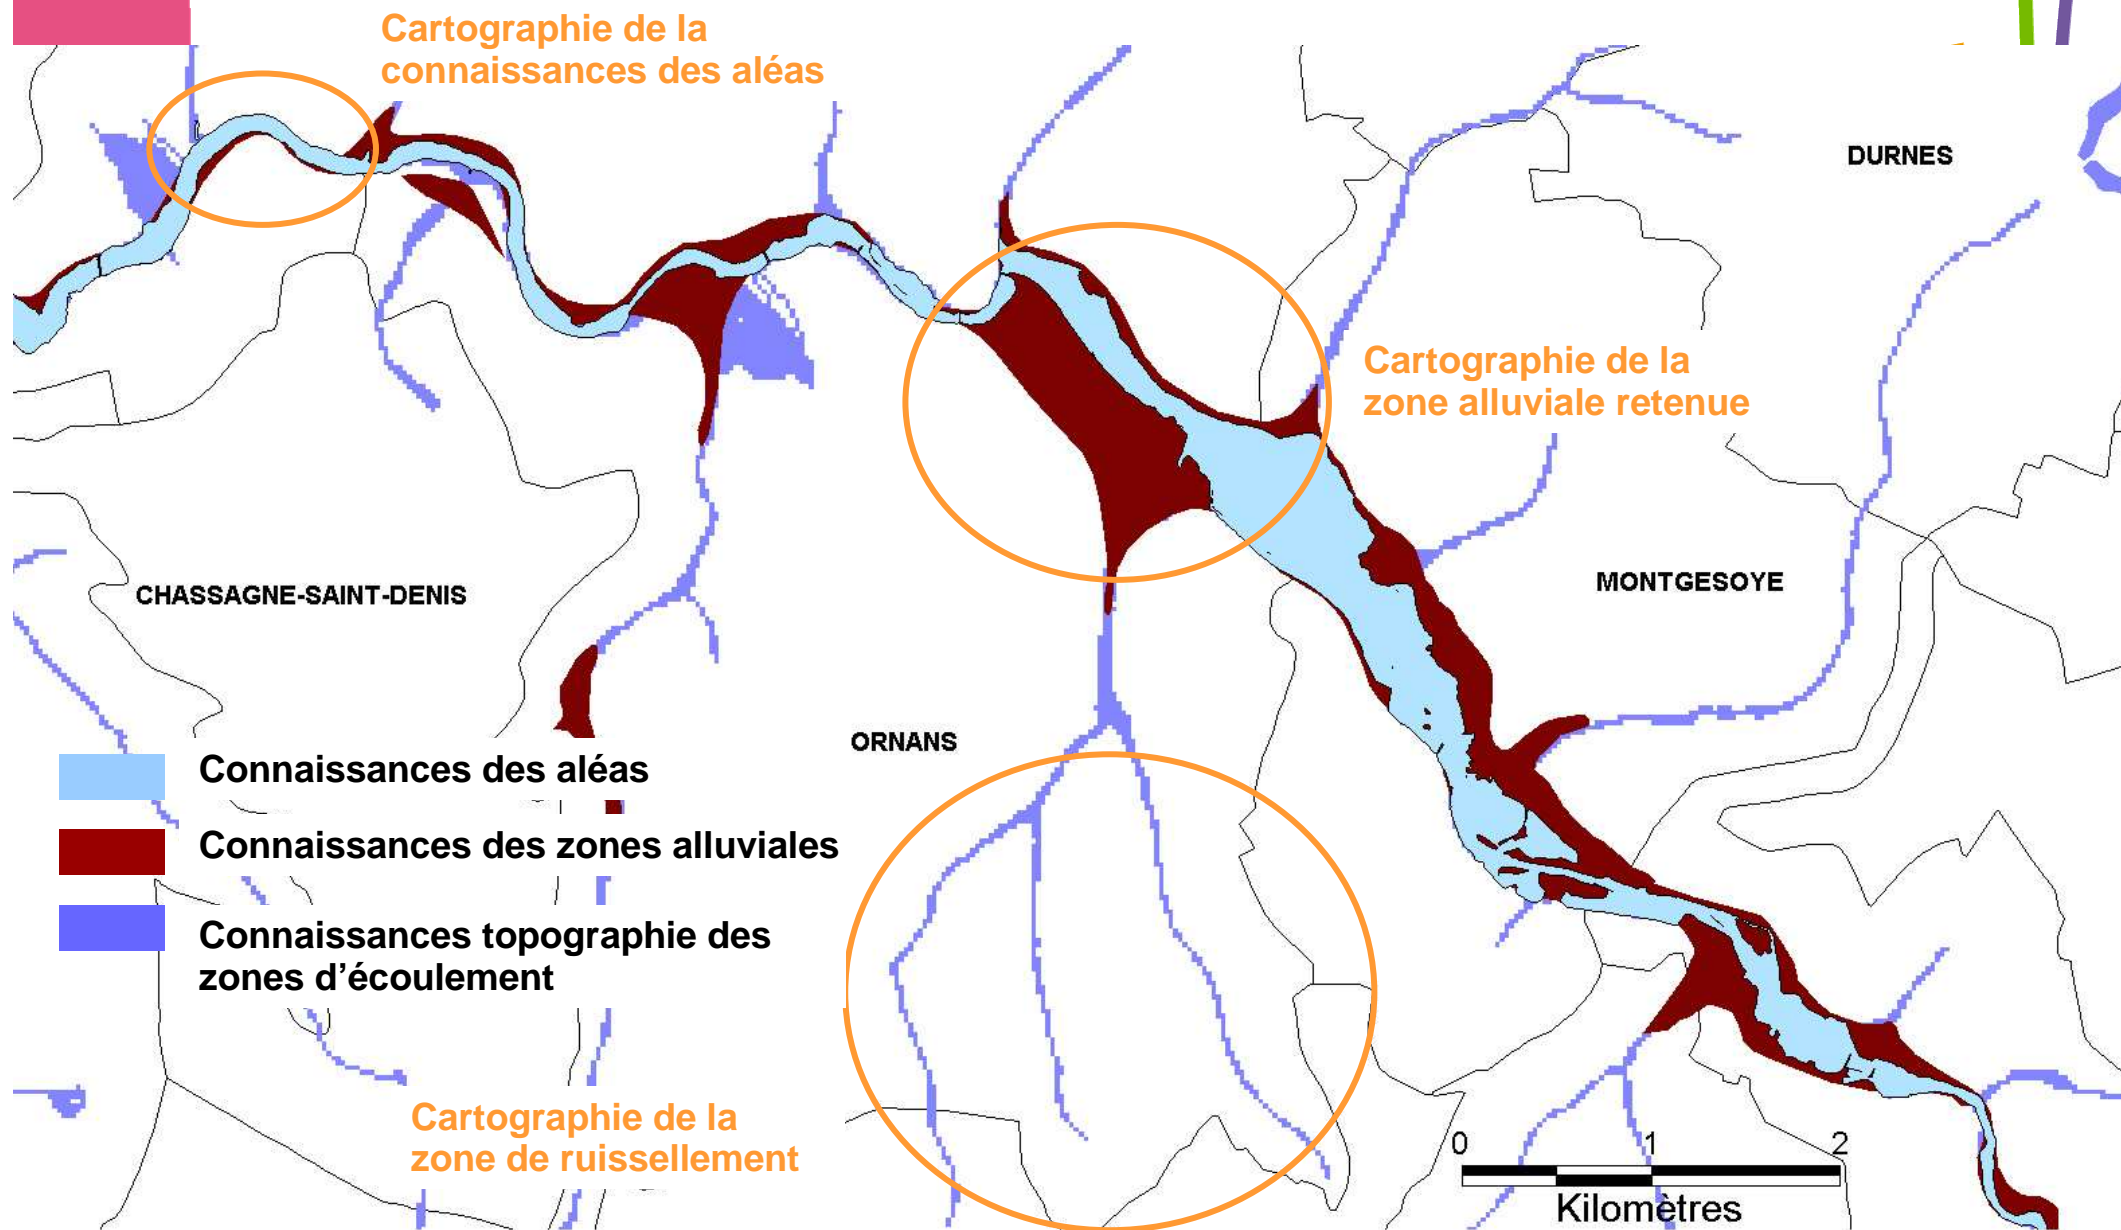 Cartographie de la
connaissances des aléas
DURNES
Cartographie de la
zone alluviale retenue
CHASSAGNE-SAINT-DENIS
MONTGESOYE
ORNANS
Connaissances des aléas
Connaissances des zones alluviales
Connaissances topographie des
zones d'écoulement
Cartographie de la
zone de ruissellement
0 1 2
Kilomètres